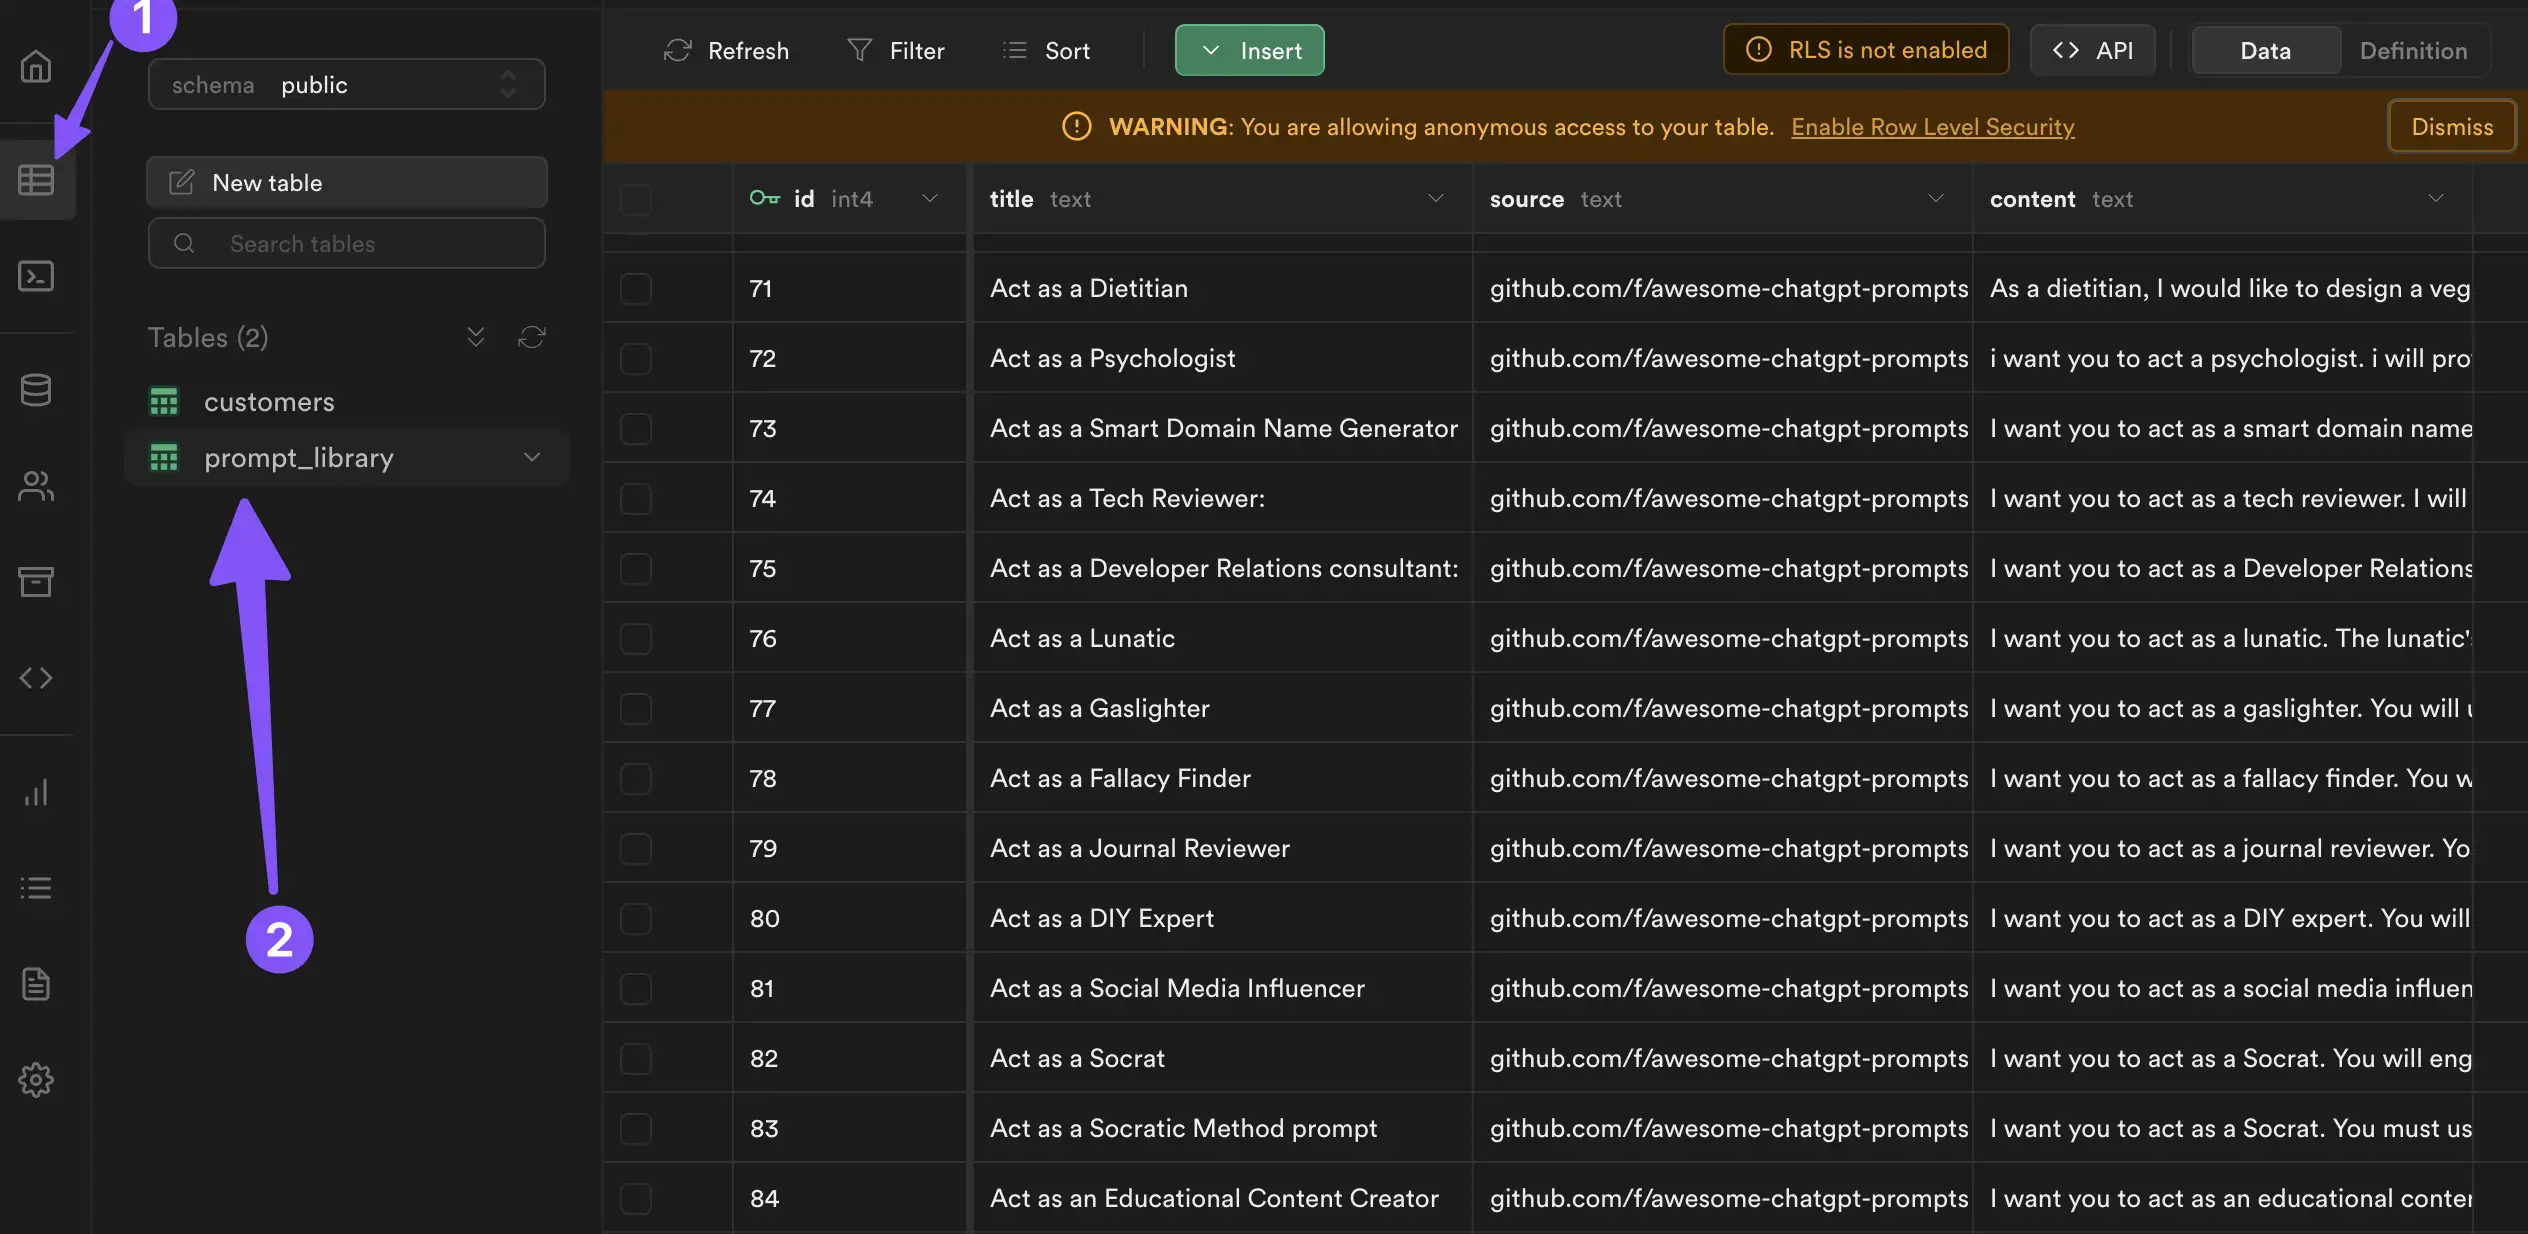 1
schema public
New table
Search tables
Tables (2)
customers
prompt_library
2
Refresh Filter Sort Insert RLS is not enabled API Data Definition
WARNING: You are allowing anonymous access to your table. Enable Row Level Security Dismiss
id int4 title text source text content text
71 Act as a Dietitian github.com/f/awesome-chatgpt-prompts As a dietitian, I would like to design a veg
72 Act as a Psychologist github.com/f/awesome-chatgpt-prompts i want you to act a psychologist. i will pro
73 Act as a Smart Domain Name Generator github.com/f/awesome-chatgpt-prompts I want you to act as a smart domain name
74 Act as a Tech Reviewer: github.com/f/awesome-chatgpt-prompts I want you to act as a tech reviewer. I will
75 Act as a Developer Relations consultant: github.com/f/awesome-chatgpt-prompts I want you to act as a Developer Relations
76 Act as a Lunatic github.com/f/awesome-chatgpt-prompts I want you to act as a lunatic. The lunatic's
77 Act as a Gaslighter github.com/f/awesome-chatgpt-prompts I want you to act as a gaslighter. You will u
78 Act as a Fallacy Finder github.com/f/awesome-chatgpt-prompts I want you to act as a fallacy finder. You w
79 Act as a Journal Reviewer github.com/f/awesome-chatgpt-prompts I want you to act as a journal reviewer. Yo
80 Act as a DIY Expert github.com/f/awesome-chatgpt-prompts I want you to act as a DIY expert. You will
81 Act as a Social Media Influencer github.com/f/awesome-chatgpt-prompts I want you to act as a social media influen
82 Act as a Socrat github.com/f/awesome-chatgpt-prompts I want you to act as a Socrat. You will eng
83 Act as a Socratic Method prompt github.com/f/awesome-chatgpt-prompts I want you to act as a Socrat. You must us
84 Act as an Educational Content Creator github.com/f/awesome-chatgpt-prompts I want you to act as an educational conten